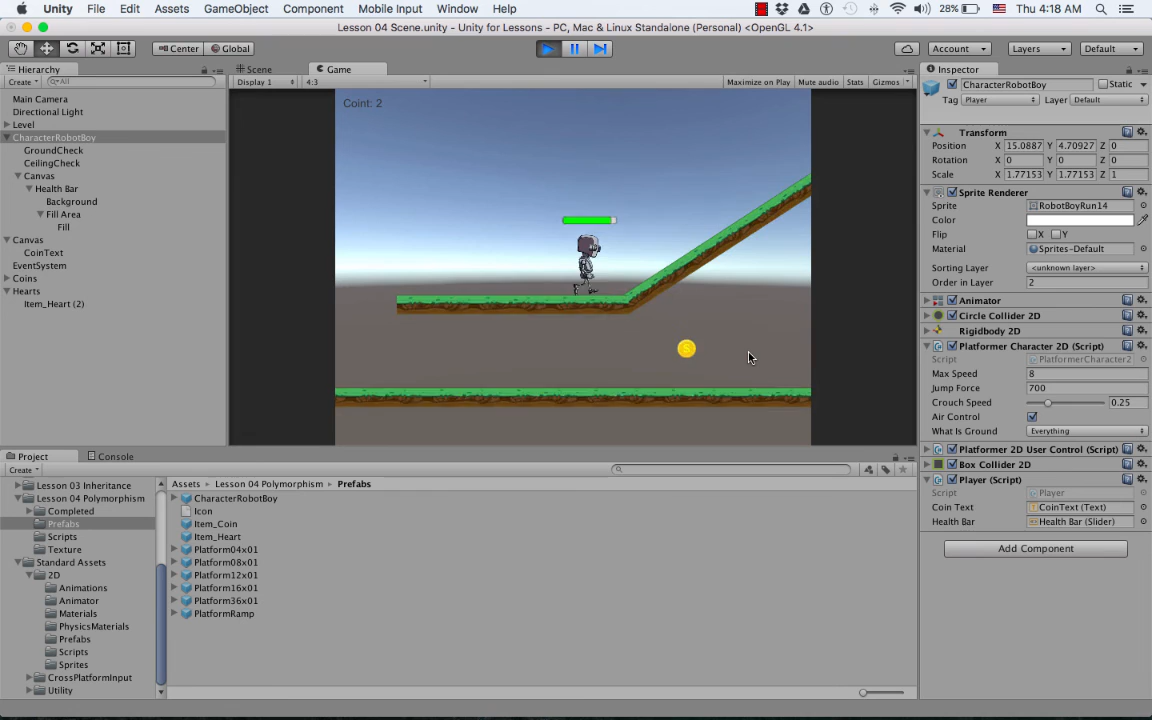 Unity File Edit Assets GameObject Component Mobile Input Window Help 28% Thu 4:18 AM
Lesson 04 Scene.unity - Unity for Lessons - PC, Mac & Linux Standalone (Personal) <OpenGL 4.1>
Center Global Account Layers Default
Hierarchy Scene Game Inspector
Create All Display 1 4:3 Maximize on Play Mute audio Stats Gizmos
CharacterRobotBoy Static
Tag Player Layer Default
Main Camera
Directional Light
Level
CharacterRobotBoy
GroundCheck
CeilingCheck
Canvas
Health Bar
Background
Fill Area
Fill
Canvas
CoinText
EventSystem
Coins
Hearts
Item_Heart (2)
Coint: 2
Transform
Position X 15.0887 Y 4.70927 Z 0
Rotation X 0 Y 0 Z 0
Scale X 1.77153 Y 1.77153 Z 1
Sprite Renderer
Sprite RobotBoyRun14
Color
Flip X Y
Material Sprites-Default
Sorting Layer <unknown layer>
Order in Layer 2
Animator
Circle Collider 2D
Rigidbody 2D
Platformer Character 2D (Script)
Script PlatformerCharacter2
Max Speed 8
Jump Force 700
Crouch Speed 0.25
Air Control
What Is Ground Everything
Platformer 2D User Control (Script)
Box Collider 2D
Player (Script)
Script Player
Coin Text CoinText (Text)
Health Bar Health Bar (Slider)
Add Component
Project Console
Create
Lesson 03 Inheritance
Lesson 04 Polymorphism
Completed
Prefabs
Scripts
Texture
Standard Assets
2D
Animations
Animator
Materials
PhysicsMaterials
Prefabs
Scripts
Sprites
CrossPlatformInput
Utility
Assets Lesson 04 Polymorphism Prefabs
CharacterRobotBoy
Icon
Item_Coin
Item_Heart
Platform04x01
Platform08x01
Platform12x01
Platform16x01
Platform36x01
PlatformRamp